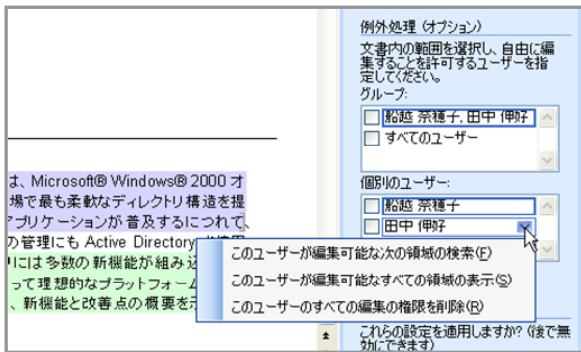 例外処理 (オプション)
文書内の範囲を選択し、自由に編
集することを許可するユーザーを指
定してください。
グループ:
船越 奈穂子, 田中 伸好
すべてのユーザー
個別のユーザー:
船越 奈穂子
田中 伸好
は、Microsoft® Windows® 2000 オ
場で最も柔軟なディレクトリ構造を提
アプリケーションが普及するにつれて、
の管理にも Active Directory
には多数の新機能が組み込
って理想的なプラットフォーム
、新機能と改善点の概要を
このユーザーが編集可能な次の領域の検索(F)
このユーザーが編集可能なすべての領域の表示(S)
このユーザーのすべての編集の権限を削除(R)
これらの設定を適用しますか? (後で無
効にできます)